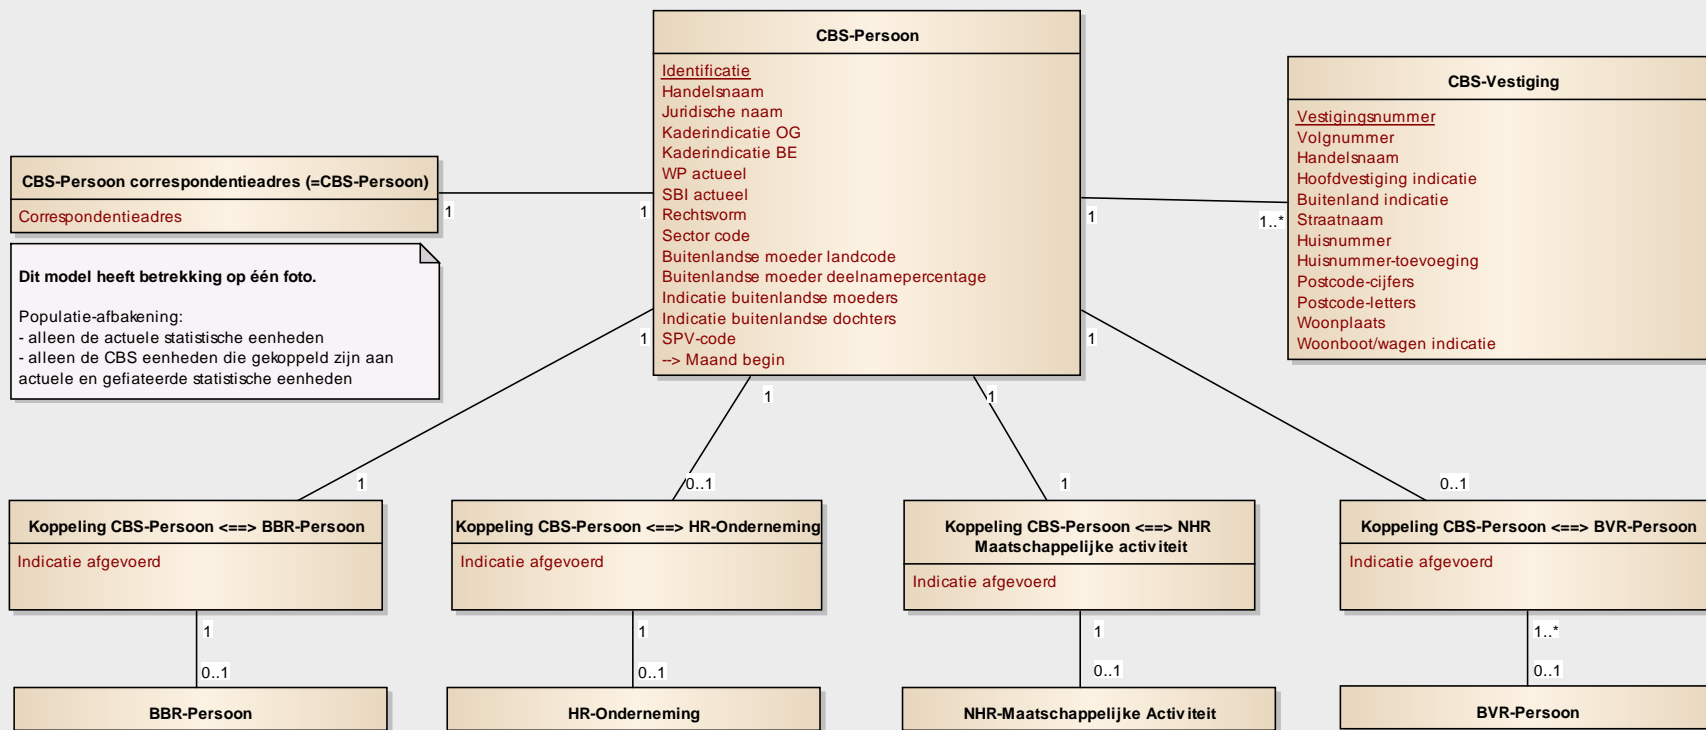 CBS-Persoon
Identificatie
Handelsnaam
Juridische naam
Kaderindicatie OG
Kaderindicatie BE
WP actueel
SBI actueel
Rechtsvorm
Sector code
Buitenlandse moeder landcode
Buitenlandse moeder deelnamepercentage
Indicatie buitenlandse moeders
Indicatie buitenlandse dochters
SPV-code
--> Maand begin
CBS-Vestiging
Vestigingsnummer
Volgnummer
Handelsnaam
Hoofdvestiging indicatie
Buitenland indicatie
Straatnaam
Huisnummer
Huisnummer-toevoeging
Postcode-cijfers
Postcode-letters
Woonplaats
Woonboot/wagen indicatie
CBS-Persoon correspondentieadres (=CBS-Persoon)
Correspondentieadres
1
1
1
1..*
Dit model heeft betrekking op één foto.
Populatie-afbakening:
- alleen de actuele statistische eenheden
- alleen de CBS eenheden die gekoppeld zijn aan
actuele en gefiateerde statistische eenheden
1
1
1
1
1
0..1
1
0..1
Koppeling CBS-Persoon <==> BBR-Persoon
Indicatie afgevoerd
Koppeling CBS-Persoon <==> HR-Onderneming
Indicatie afgevoerd
Koppeling CBS-Persoon <==> NHR
Maatschappelijke activiteit
Indicatie afgevoerd
Koppeling CBS-Persoon <==> BVR-Persoon
Indicatie afgevoerd
1
1
1
1..*
0..1
0..1
0..1
0..1
BBR-Persoon
HR-Onderneming
NHR-Maatschappelijke Activiteit
BVR-Persoon